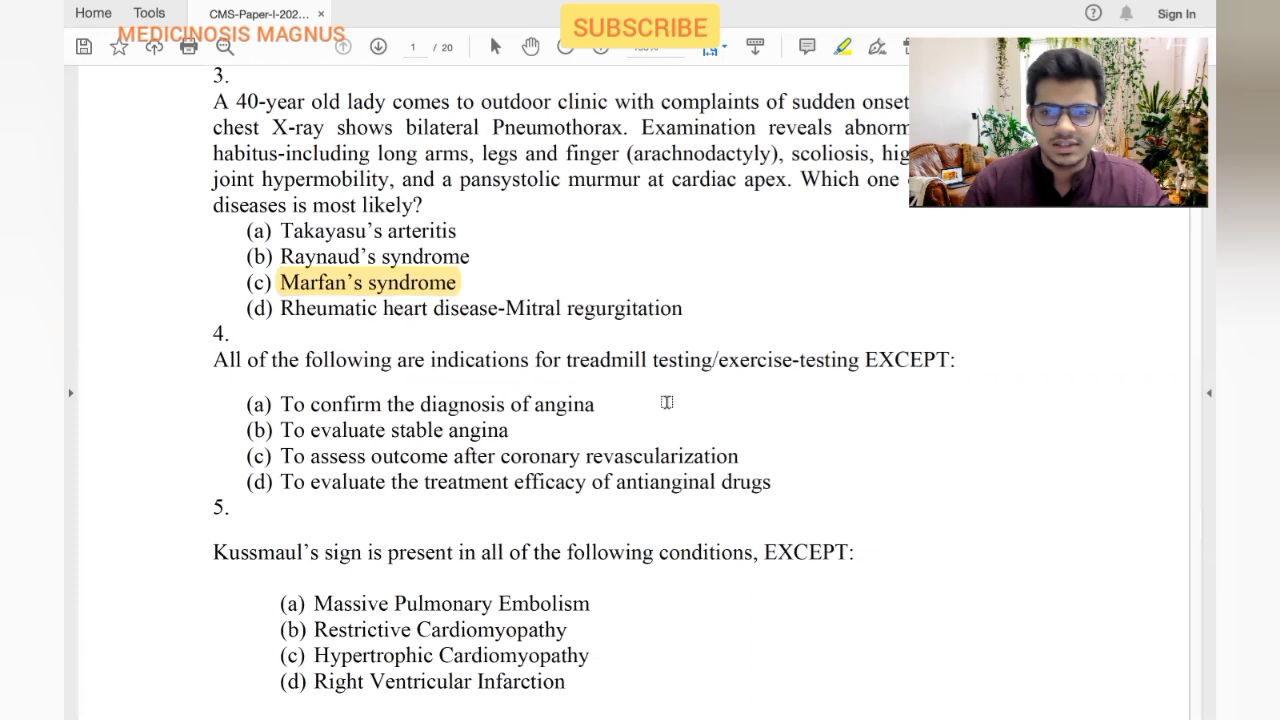 Home Tools CMS-Paper-I-202... × Sign In
MEDICINOSIS MAGNUS
SUBSCRIBE
1 / 20
3.
A 40-year old lady comes to outdoor clinic with complaints of sudden onset
chest X-ray shows bilateral Pneumothorax. Examination reveals abnorm
habitus-including long arms, legs and finger (arachnodactyly), scoliosis, hig
joint hypermobility, and a pansystolic murmur at cardiac apex. Which one
diseases is most likely?
(a) Takayasu’s arteritis
(b) Raynaud’s syndrome
(c) Marfan’s syndrome
(d) Rheumatic heart disease-Mitral regurgitation
4.
All of the following are indications for treadmill testing/exercise-testing EXCEPT:
(a) To confirm the diagnosis of angina
(b) To evaluate stable angina
(c) To assess outcome after coronary revascularization
(d) To evaluate the treatment efficacy of antianginal drugs
5.
Kussmaul’s sign is present in all of the following conditions, EXCEPT:
(a) Massive Pulmonary Embolism
(b) Restrictive Cardiomyopathy
(c) Hypertrophic Cardiomyopathy
(d) Right Ventricular Infarction